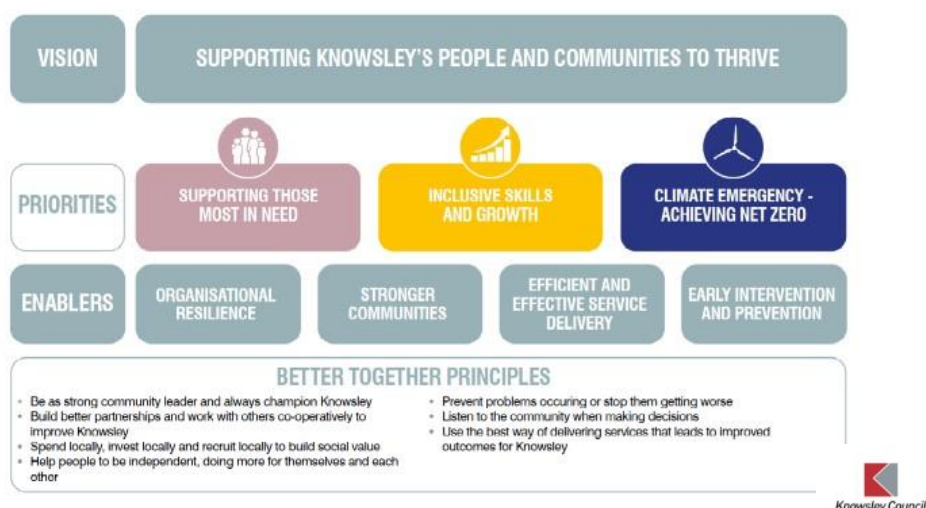 VISION
SUPPORTING KNOWSLEY'S PEOPLE AND COMMUNITIES TO THRIVE
PRIORITIES
SUPPORTING THOSE
MOST IN NEED
INCLUSIVE SKILLS
AND GROWTH
CLIMATE EMERGENCY -
ACHIEVING NET ZERO
ENABLERS
ORGANISATIONAL
RESILIENCE
STRONGER
COMMUNITIES
EFFICIENT AND
EFFECTIVE SERVICE
DELIVERY
EARLY INTERVENTION
AND PREVENTION
BETTER TOGETHER PRINCIPLES
• Be as strong community leader and always champion Knowsley
• Build better partnerships and work with others co-operatively to
improve Knowsley
• Spend locally, invest locally and recruit locally to build social value
• Help people to be independent, doing more for themselves and each
other
• Prevent problems occuring or stop them getting worse
• Listen to the community when making decisions
• Use the best way of delivering services that leads to improved
outcomes for Knowsley
Knowsley Council